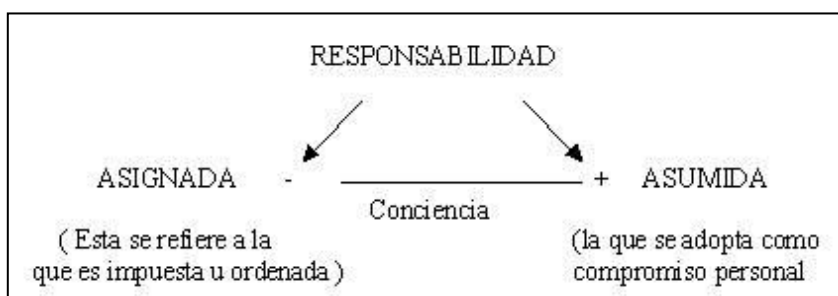 RESPONSABILIDAD
ASIGNADA - + ASUMIDA
Conciencia
( Esta se refiere a la
que es impuesta u ordenada )
(la que se adopta como
compromiso personal